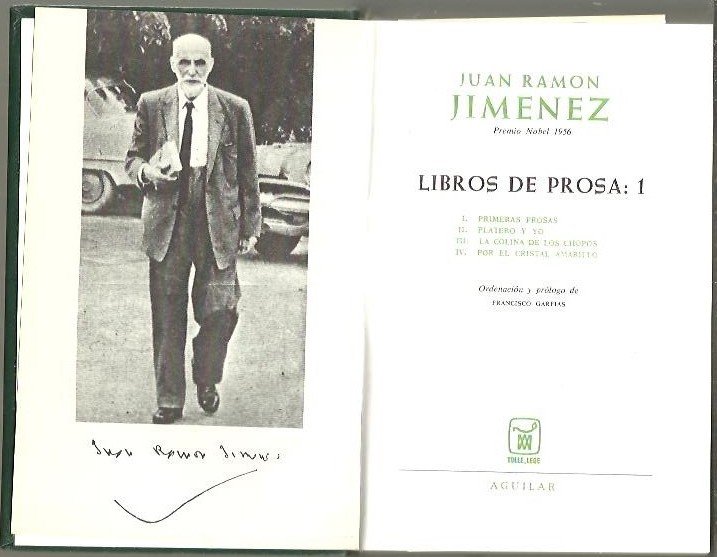 Juan Ramon Jimenez
JUAN RAMON
JIMENEZ
Premio Nobel 1956
LIBROS DE PROSA: 1
I. PRIMERAS PROSAS
II. PLATERO Y YO
III. LA COLINA DE LOS CHOPOS
IV. POR EL CRISTAL AMARILLO
Ordenación y prólogo de
FRANCISCO GARFIAS
TOLLE, LEGE
AGUILAR